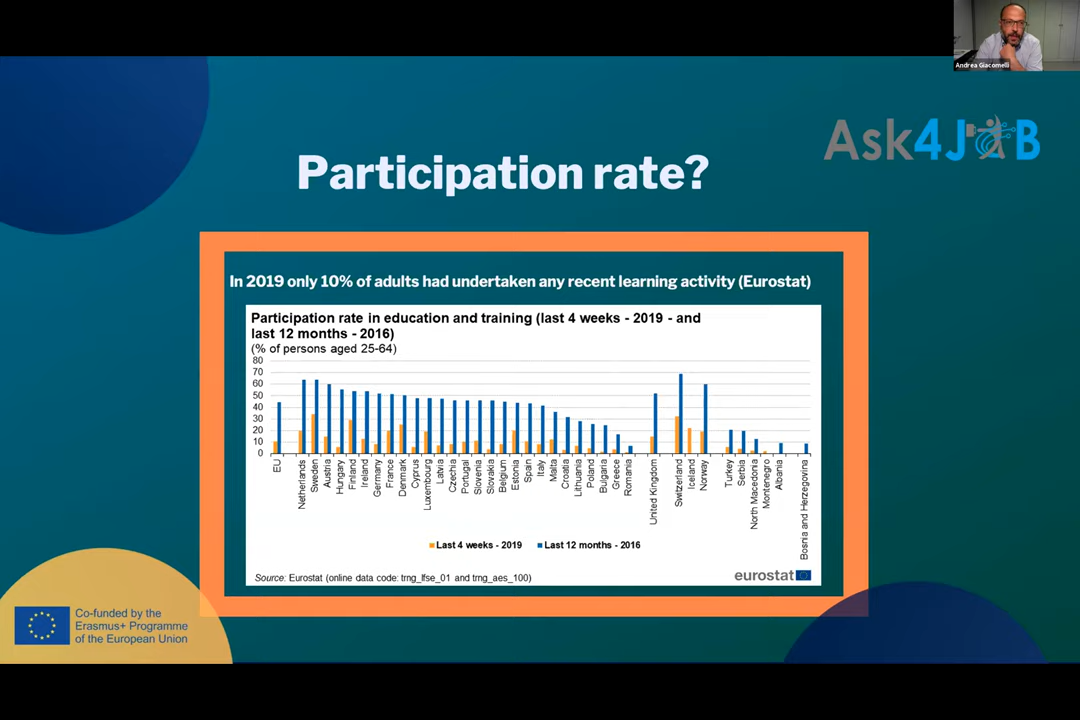 Andrea Giacomelli
Ask4JOB
Participation rate?
In 2019 only 10% of adults had undertaken any recent learning activity (Eurostat)
Participation rate in education and training (last 4 weeks - 2019 - and
last 12 months - 2016)
(% of persons aged 25-64)
80
70
60
50
40
30
20
10
0
EU
Netherlands
Sweden
Austria
Hungary
Finland
Ireland
Germany
France
Denmark
Cyprus
Luxembourg
Latvia
Czechia
Portugal
Slovenia
Slovakia
Belgium
Estonia
Spain
Italy
Malta
Croatia
Lithuania
Poland
Bulgaria
Greece
Romania
United Kingdom
Switzerland
Iceland
Norway
Turkey
Serbia
North Macedonia
Montenegro
Albania
Bosnia and Herzegovina
Last 4 weeks - 2019
Last 12 months - 2016
Source: Eurostat (online data code: trng_lfse_01 and trng_aes_100)
eurostat
Co-funded by the
Erasmus+ Programme
of the European Union